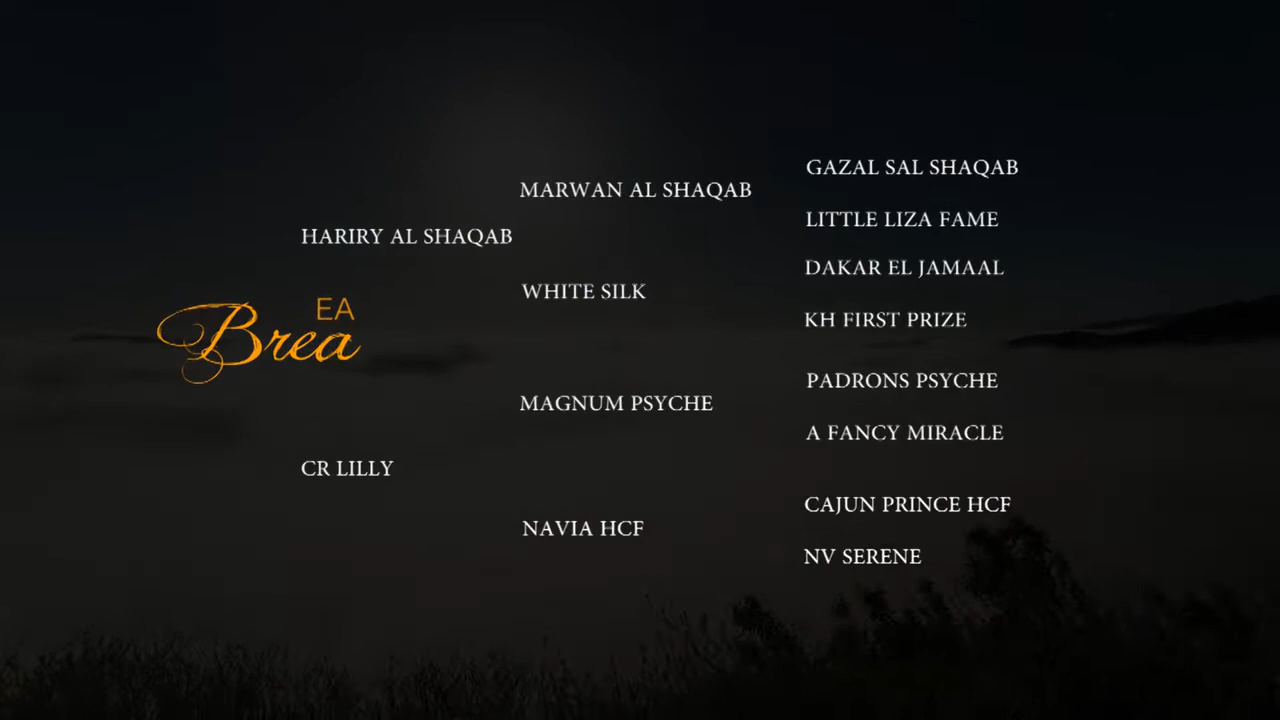 GAZAL SAL SHAQAB
MARWAN AL SHAQAB
LITTLE LIZA FAME
HARIRY AL SHAQAB
DAKAR EL JAMAAL
WHITE SILK
KH FIRST PRIZE
EA
Brea
PADRONS PSYCHE
MAGNUM PSYCHE
A FANCY MIRACLE
CR LILLY
CAJUN PRINCE HCF
NAVIA HCF
NV SERENE